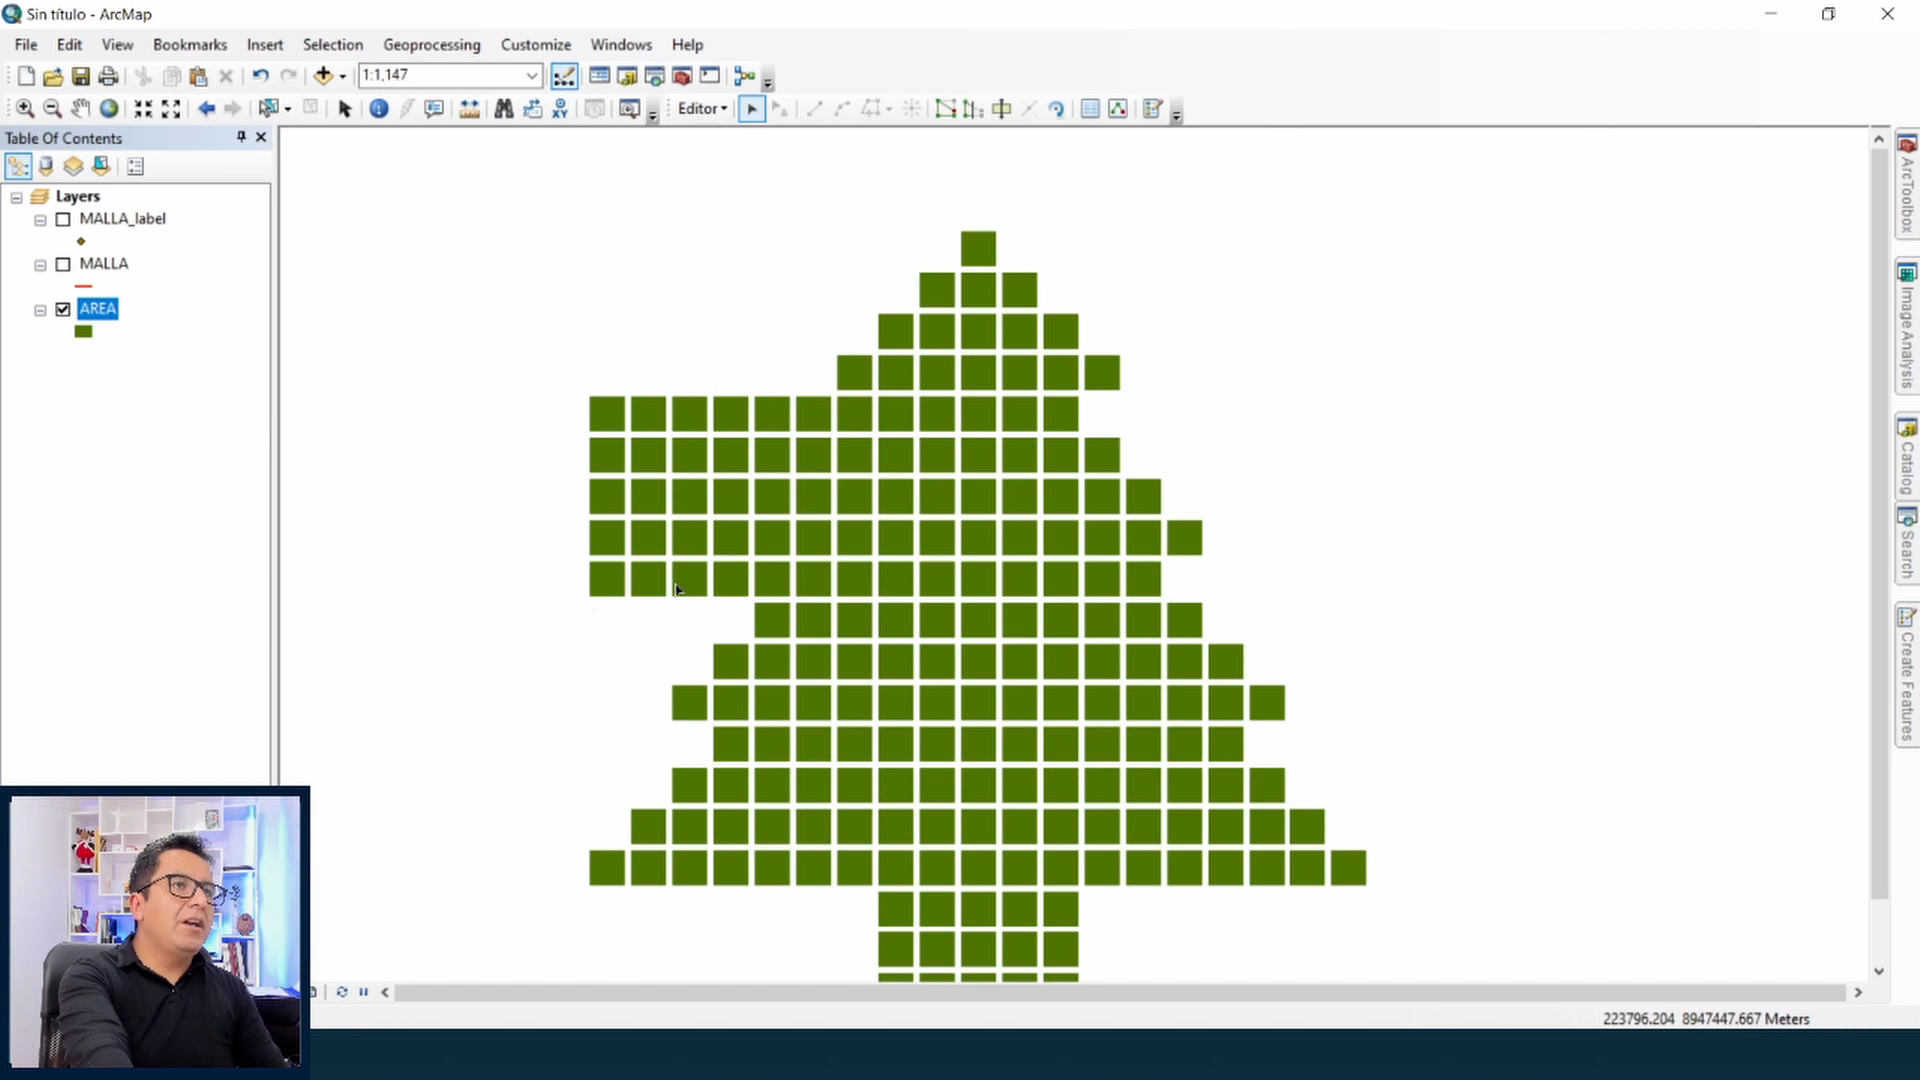 Sin título - ArcMap
File Edit View Bookmarks Insert Selection Geoprocessing Customize Windows Help
1:1,147
Editor
Table Of Contents
Layers
MALLA_label
MALLA
AREA
ArcToolbox
Image Analysis
Catalog
Search
Create Features
223796.204 8947447.667 Meters